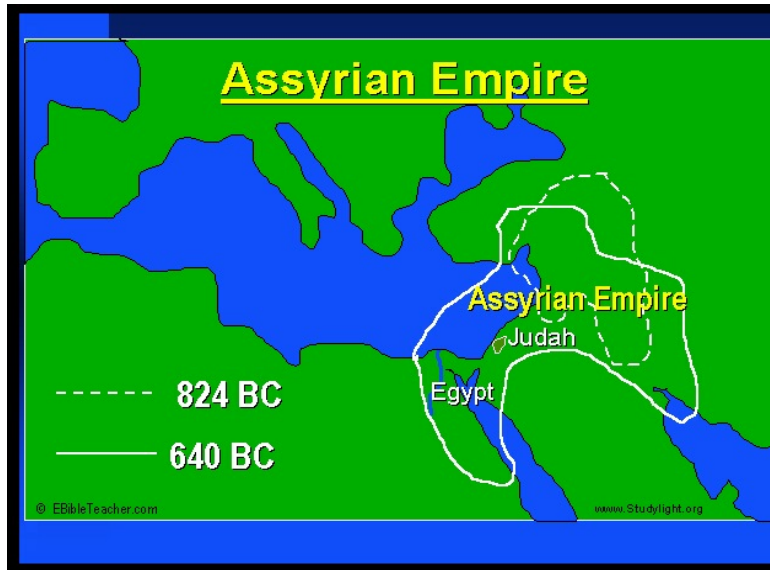 Assyrian Empire
Assyrian Empire
Judah
Egypt
824 BC
640 BC
© EBibleTeacher.com
www.Studylight.org